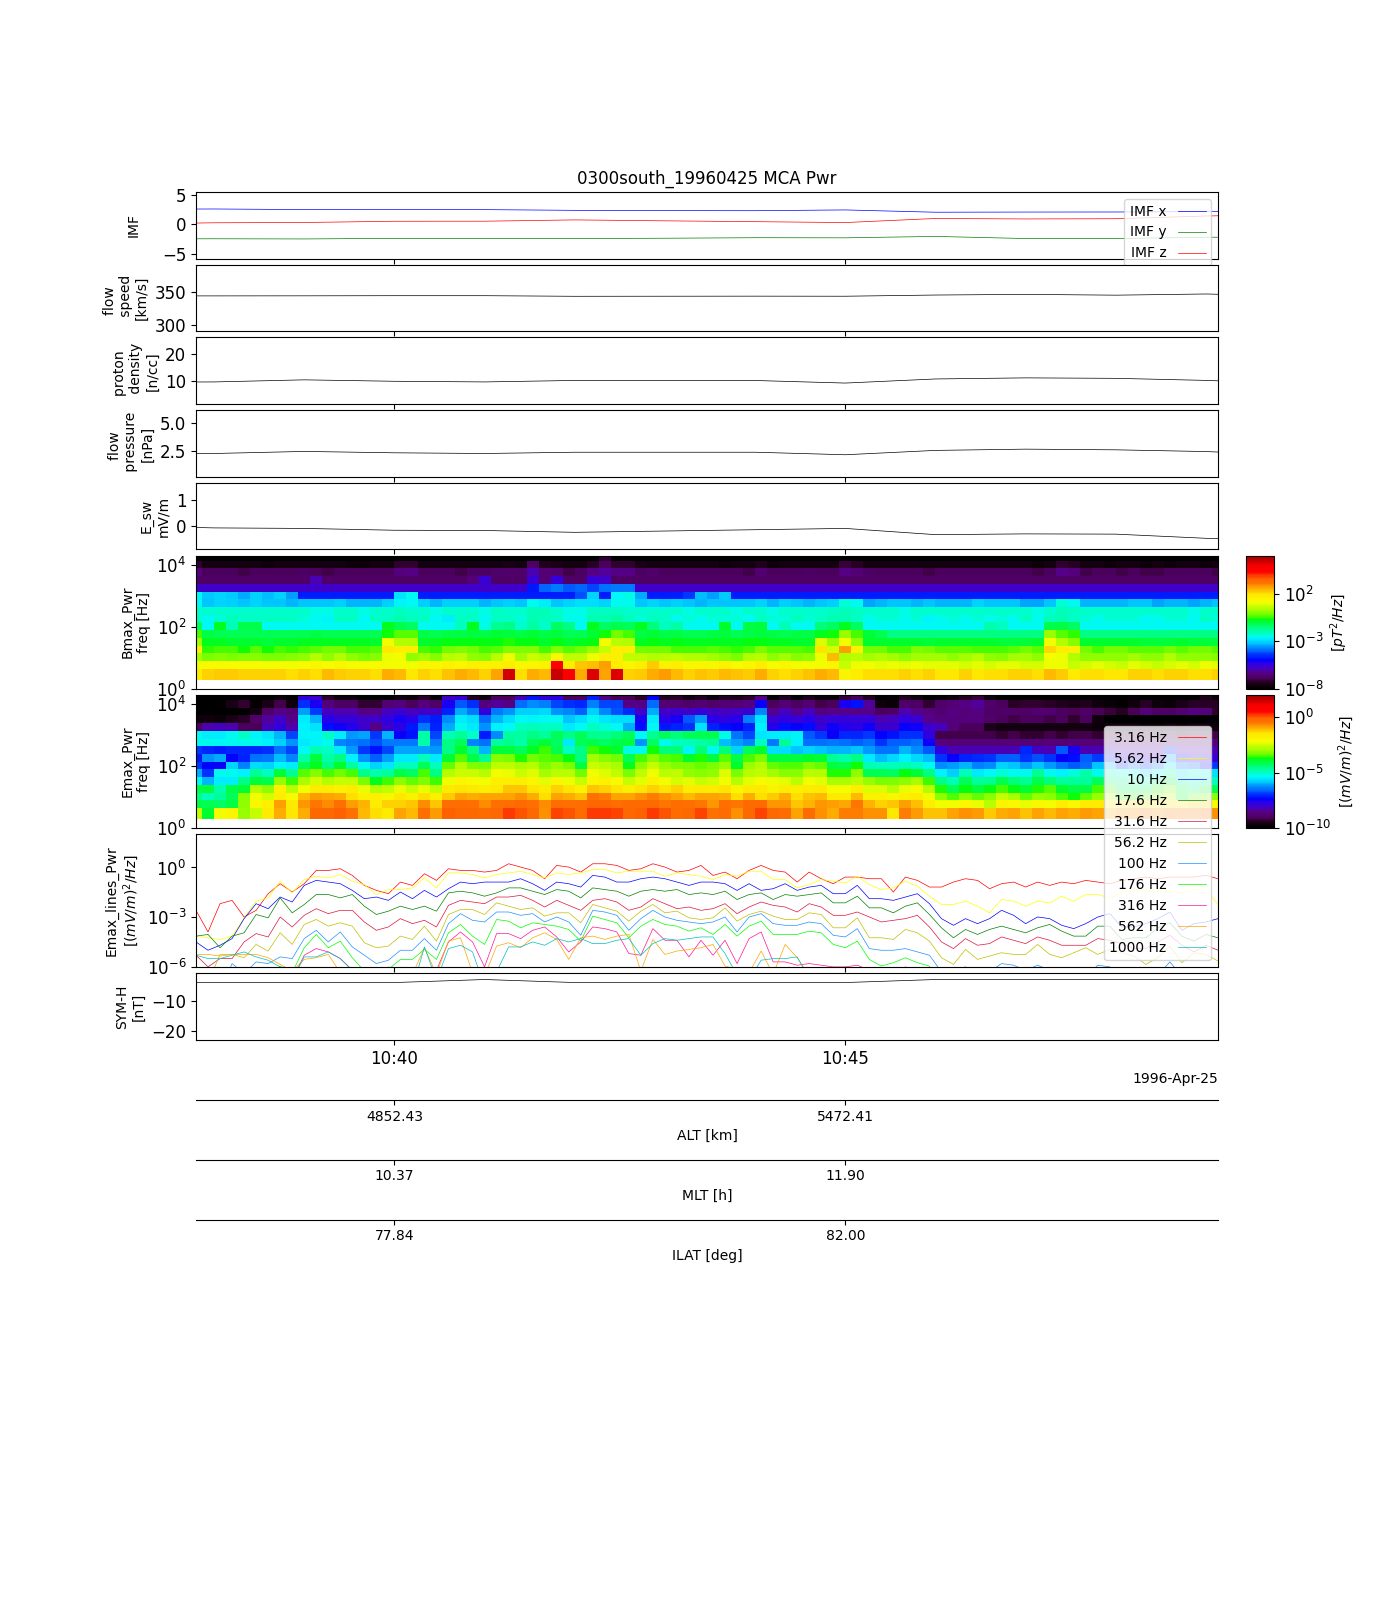 0300south_19960425 MCA Pwr
5
0
−5
IMF
IMF x
IMF y
IMF z
350
300
flow
speed
[km/s]
20
10
proton
density
[n/cc]
5.0
2.5
flow
pressure
[nPa]
1
0
E_sw
mV/m
10^4
10^2
10^0
Bmax_Pwr
freq [Hz]
10^2
10^−3
10^−8
[pT^2/Hz]
10^4
10^2
10^0
Emax_Pwr
freq [Hz]
10^0
10^−5
10^−10
[(mV/m)^2/Hz]
3.16 Hz
5.62 Hz
10 Hz
17.6 Hz
31.6 Hz
56.2 Hz
100 Hz
176 Hz
316 Hz
562 Hz
1000 Hz
10^0
10^−3
10^−6
Emax_lines_Pwr
[(mV/m)^2/Hz]
−10
−20
SYM-H
[nT]
10:40 10:45
1996-Apr-25
4852.43 5472.41
ALT [km]
10.37 11.90
MLT [h]
77.84 82.00
ILAT [deg]